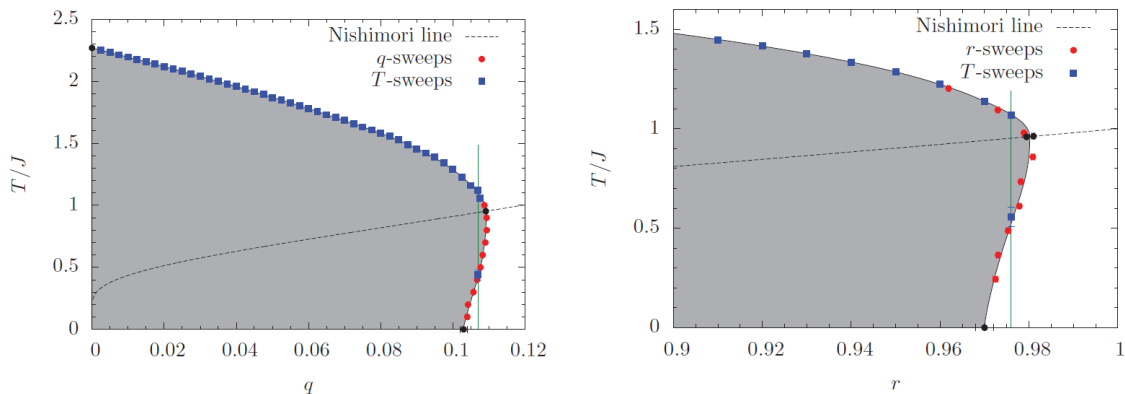 2.5
2
1.5
1
0.5
0
T/J
0
0.02
0.04
0.06
0.08
0.1
0.12
q
Nishimori line
q-sweeps
T-sweeps
1.5
1
0.5
0
T/J
0.9
0.92
0.94
0.96
0.98
1
r
Nishimori line
r-sweeps
T-sweeps